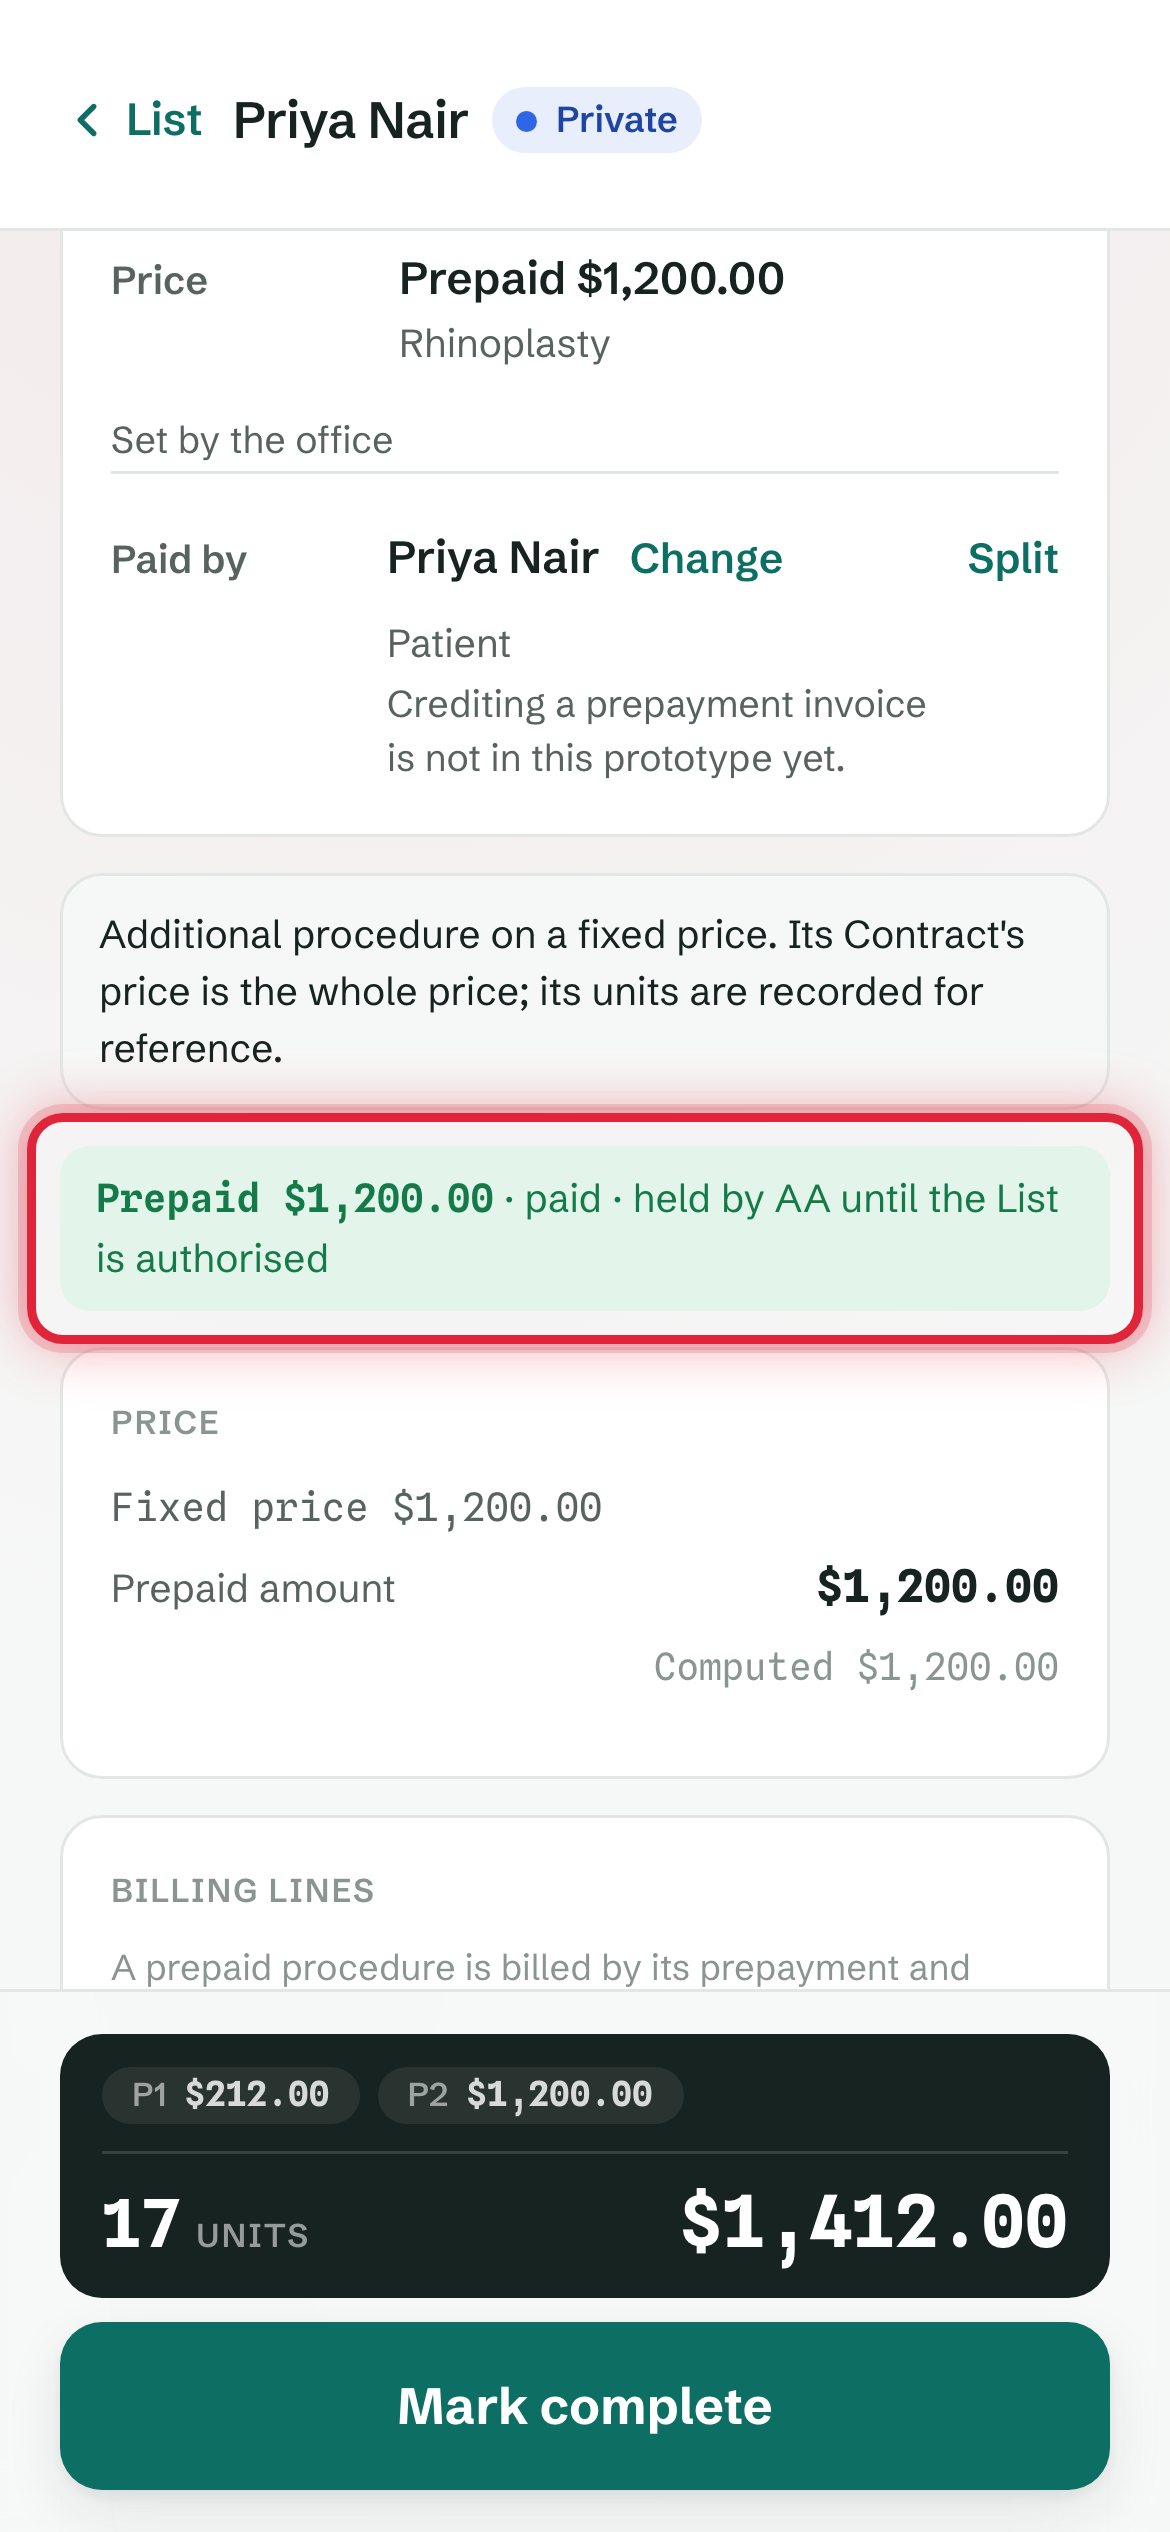 List Priya Nair Private
Price Prepaid $1,200.00
Rhinoplasty
Set by the office
Paid by Priya Nair Change Split
Patient
Crediting a prepayment invoice
is not in this prototype yet.
Additional procedure on a fixed price. Its Contract's
price is the whole price; its units are recorded for
reference.
Prepaid $1,200.00 · paid · held by AA until the List
is authorised
PRICE
Fixed price $1,200.00
Prepaid amount $1,200.00
Computed $1,200.00
BILLING LINES
A prepaid procedure is billed by its prepayment and
P1 $212.00 P2 $1,200.00
17 UNITS $1,412.00
Mark complete